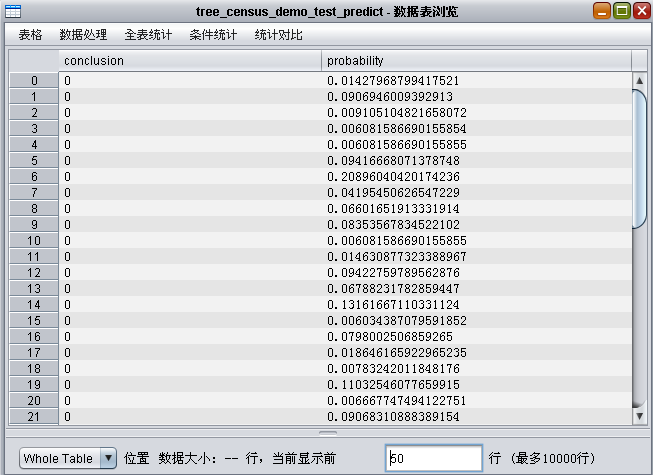 tree_census_demo_test_predict - 数据表浏览
表格 数据处理 全表统计 条件统计 统计对比
conclusion probability
0 0 0.01427968799417521
1 0 0.0906946009392913
2 0 0.009105104821658072
3 0 0.006081586690155854
4 0 0.006081586690155855
5 0 0.09416668071378748
6 0 0.20896040420174236
7 0 0.04195450626547229
8 0 0.06601651913331914
9 0 0.08353567834522102
10 0 0.006081586690155855
11 0 0.014630877323388967
12 0 0.09422759789562876
13 0 0.06788231782859447
14 0 0.13161667110331124
15 0 0.006034387079591852
16 0 0.0798002506859265
17 0 0.018646165922965235
18 0 0.00783242011848176
19 0 0.11032546077659915
20 0 0.006667747494122751
21 0 0.09068310888389154
Whole Table 位置 数据大小: -- 行, 当前显示前 50 行 (最多10000行)